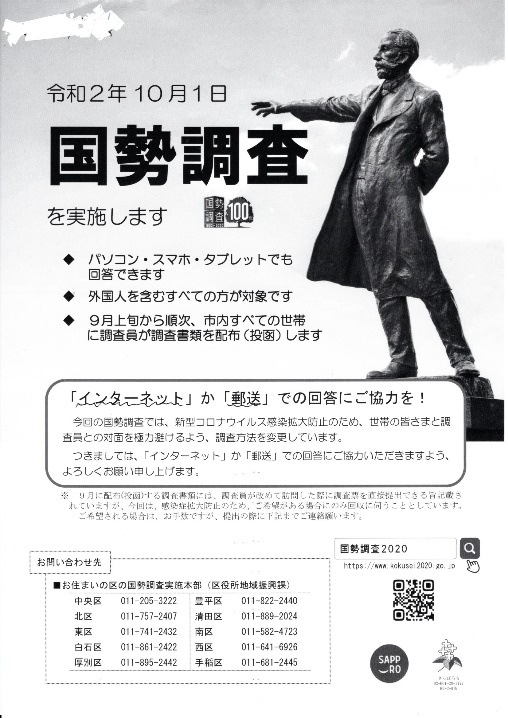 令和2年10月1日
国勢調査
を実施します
国勢
調査
100
◆ パソコン・スマホ・タブレットでも
回答できます
◆ 外国人を含むすべての方が対象です
◆ 9月上旬から順次、市内すべての世帯
に調査員が調査書類を配布(投函)します
「インターネット」か「郵送」での回答にご協力を！
今回の国勢調査では、新型コロナウイルス感染拡大防止のため、世帯の皆さまと調
査員との対面を極力避けるよう、調査方法を変更しています。
つきましては、「インターネット」か「郵送」での回答にご協力いただきますよう、
よろしくお願い申し上げます。
※ 9月に配布(投函)する調査書類には、調査員が改めて訪問した際に調査票を直接提出できる旨記載さ
れていますが、今回は、感染症拡大防止のため、ご希望がある場合にのみ回収に伺うこととしています。
ご希望される場合は、お手数ですが、提出の際に下記までご連絡願います。
国勢調査2020
https://www.kokusei2020.go.jp
お問い合わせ先
■お住まいの区の国勢調査実施本部（区役所地域振興課）
中央区 011-205-3222 豊平区 011-822-2440
北区 011-757-2407 清田区 011-889-2024
東区 011-741-2432 南区 011-582-4723
白石区 011-861-2422 西区 011-641-6926
厚別区 011-895-2442 手稲区 011-681-2445
SAPP
RO